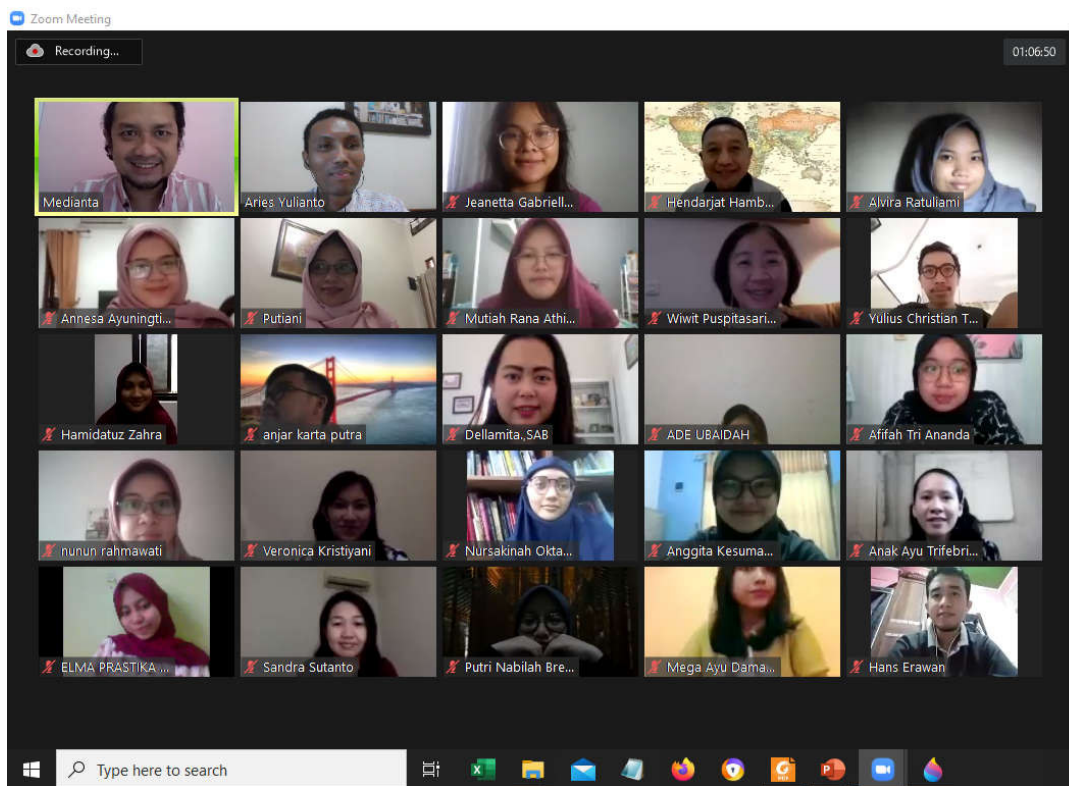 Zoom Meeting
Recording...
01:06:50
Medianta
Aries Yulianto
Jeanetta Gabriell...
Hendarjat Hamb...
Alvira Ratuliami
Annesa Ayuningti...
Putiani
Mutiah Rana Athi...
Wiwit Puspitasari...
Yulius Christian T...
Hamidatuz Zahra
anjar karta putra
Dellamita.,SAB
ADE UBAIDAH
Afifah Tri Ananda
nunun rahmawati
Veronica Kristiyani
Nursakinah Okta...
Anggita Kesuma...
Anak Ayu Trifebri...
ELMA PRASTIKA ...
Sandra Sutanto
Putri Nabilah Bre...
Mega Ayu Dama...
Hans Erawan
Type here to search